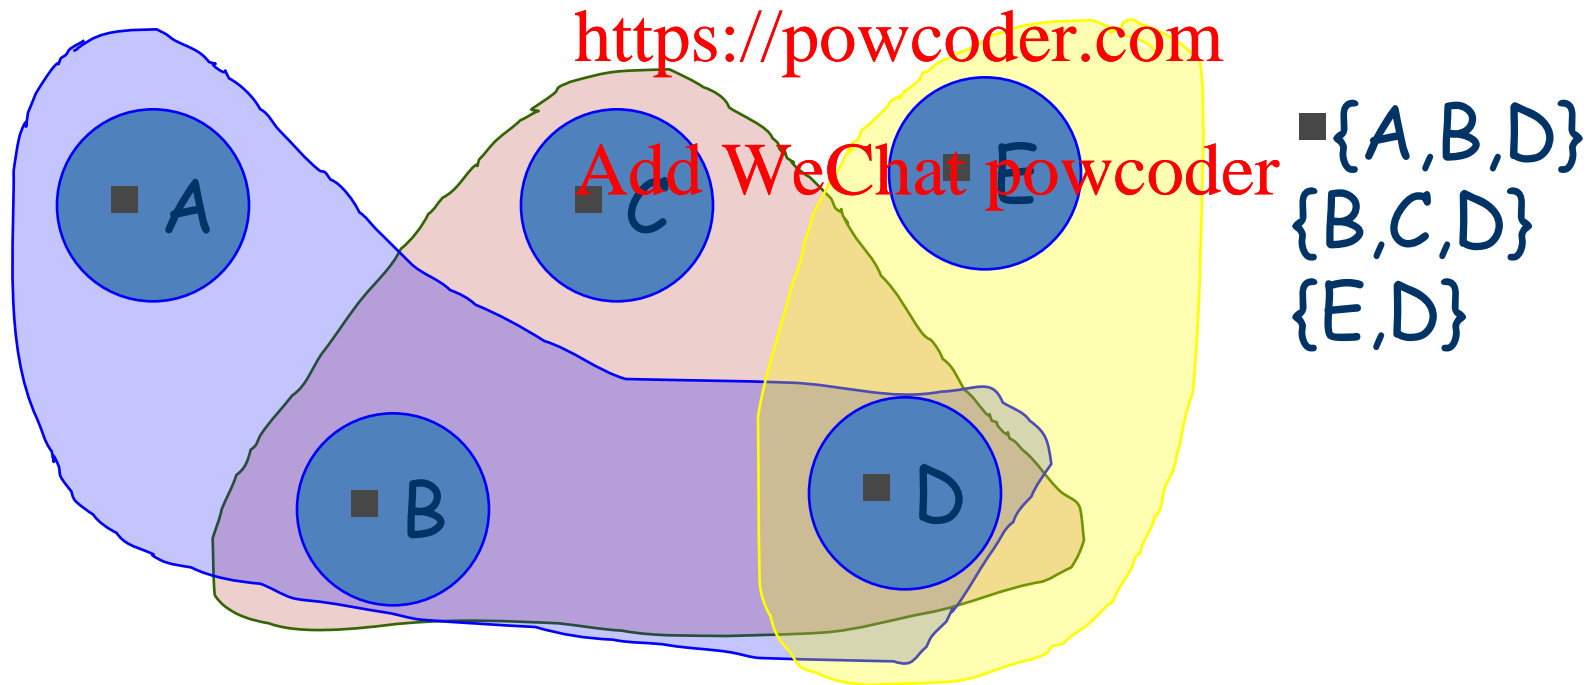 https://powcoder.com
Add WeChat powcoder
A
C
E
B
D
{A,B,D}
{B,C,D}
{E,D}